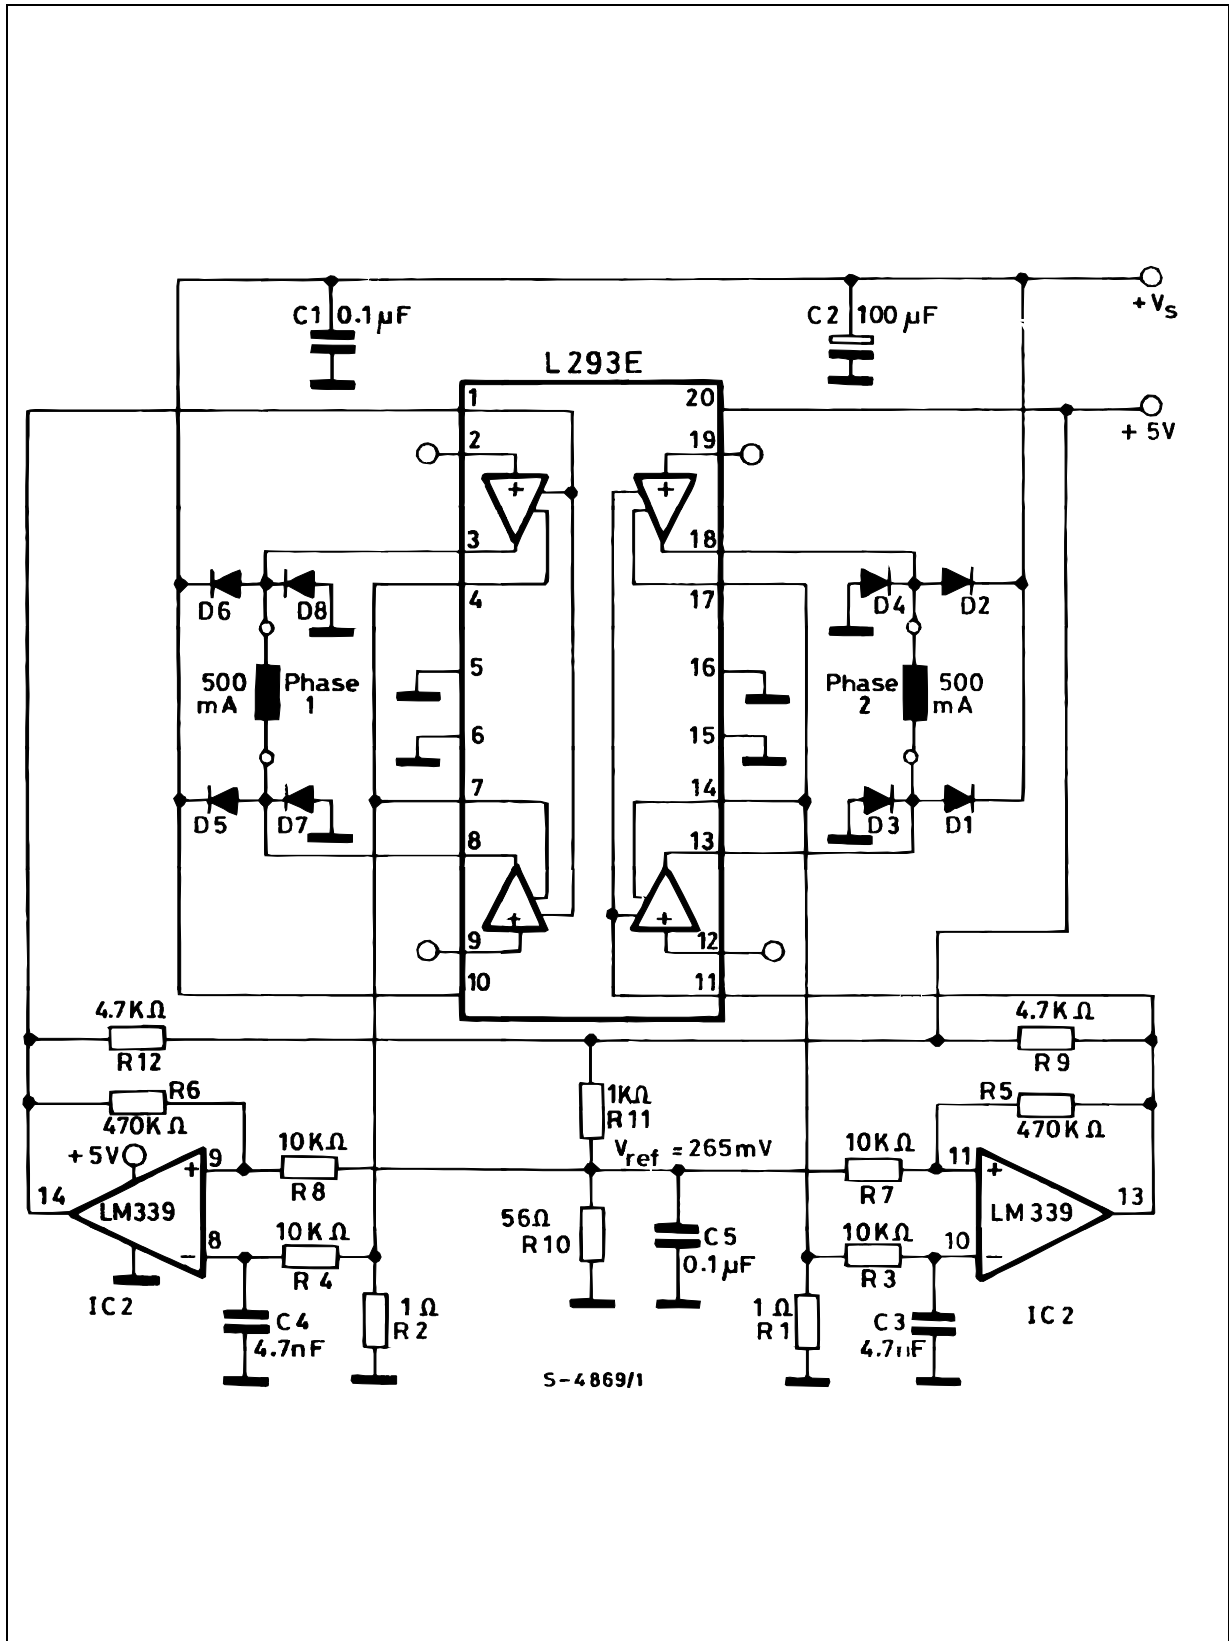 C1 0.1µF
C2 100 µF
+Vs
L293E
1
20
2
19
+ 5V
+
+
3
18
D6
D8
4
17
D4
D2
500 mA
Phase 1
5
16
Phase 2
500 mA
6
15
7
14
D5
D7
8
13
D3
D1
+
+
9
12
10
11
4.7KΩ
R12
4.7KΩ
R9
R6
470KΩ
1KΩ
R11
R5
470KΩ
+5V
9
10KΩ
R8
Vref = 265mV
10KΩ
R7
11
+
+
14
LM339
LM339
13
8
10KΩ
R4
56Ω
R10
C5
0.1µF
10KΩ
R3
10
−
−
IC2
C4
4.7nF
1Ω
R2
1Ω
R1
C3
4.7nF
IC2
S-4869/1